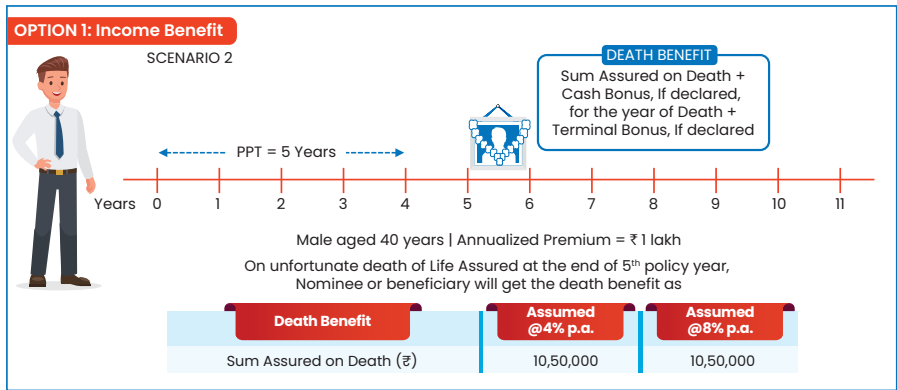 OPTION 1: Income Benefit
SCENARIO 2
DEATH BENEFIT
Sum Assured on Death +
Cash Bonus, If declared,
for the year of Death +
Terminal Bonus, If declared
PPT = 5 Years
Years 0 1 2 3 4 5 6 7 8 9 10 11
Male aged 40 years | Annualized Premium = ₹ 1 lakh
On unfortunate death of Life Assured at the end of 5th policy year,
Nominee or beneficiary will get the death benefit as
Death Benefit Assured @4% p.a. Assured @8% p.a.
Sum Assured on Death (₹) 10,50,000 10,50,000